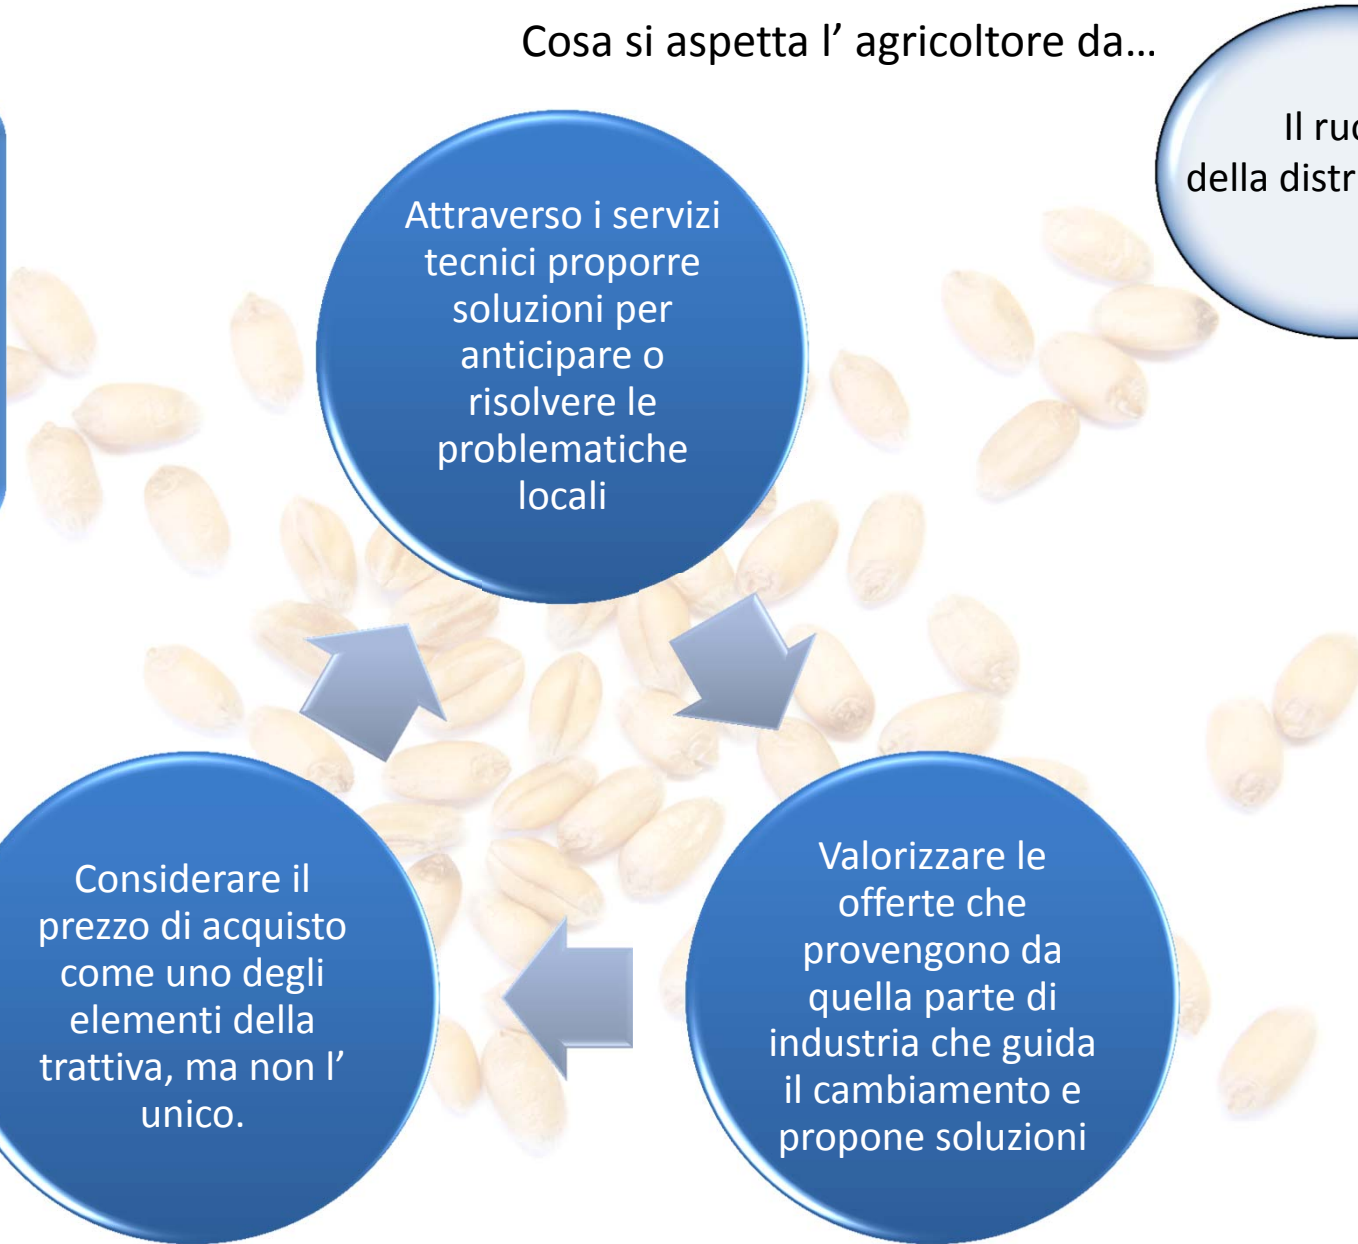 Cosa si aspetta l’ agricoltore da…
Il
della
Attraverso i servizi
tecnici proporre
soluzioni per
anticipare o
risolvere le
problematiche
locali
Valorizzare le
offerte che
provengono da
quella parte di
industria che guida
il cambiamento e
propone soluzioni
Considerare il
prezzo di acquisto
come uno degli
elementi della
trattiva, ma non l’
unico.